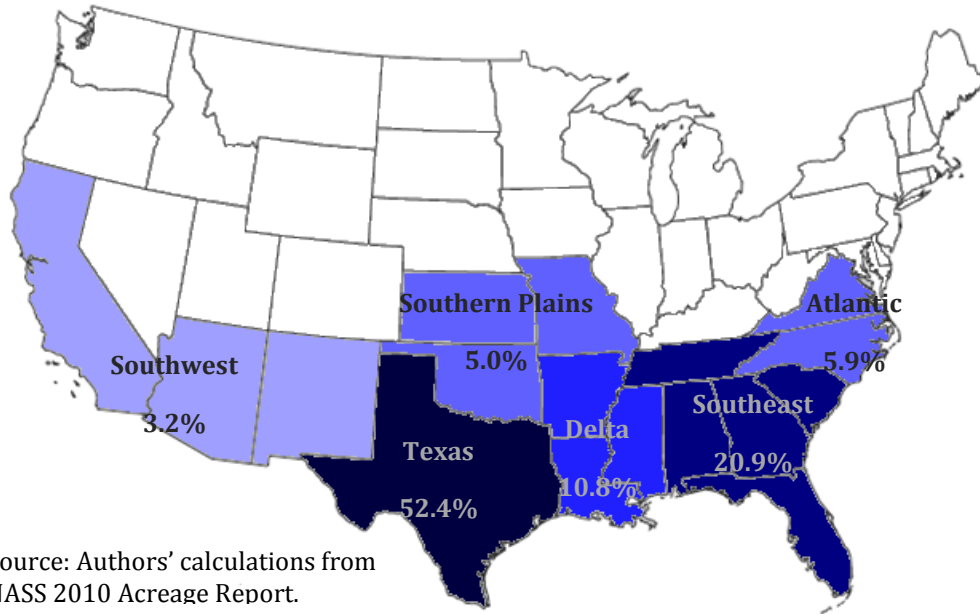 Southern Plains
5.0%
Atlantic
5.9%
Southwest
3.2%
Southeast
20.9%
Delta
10.8%
Texas
52.4%
ource: Authors’ calculations from
NASS 2010 Acreage Report.